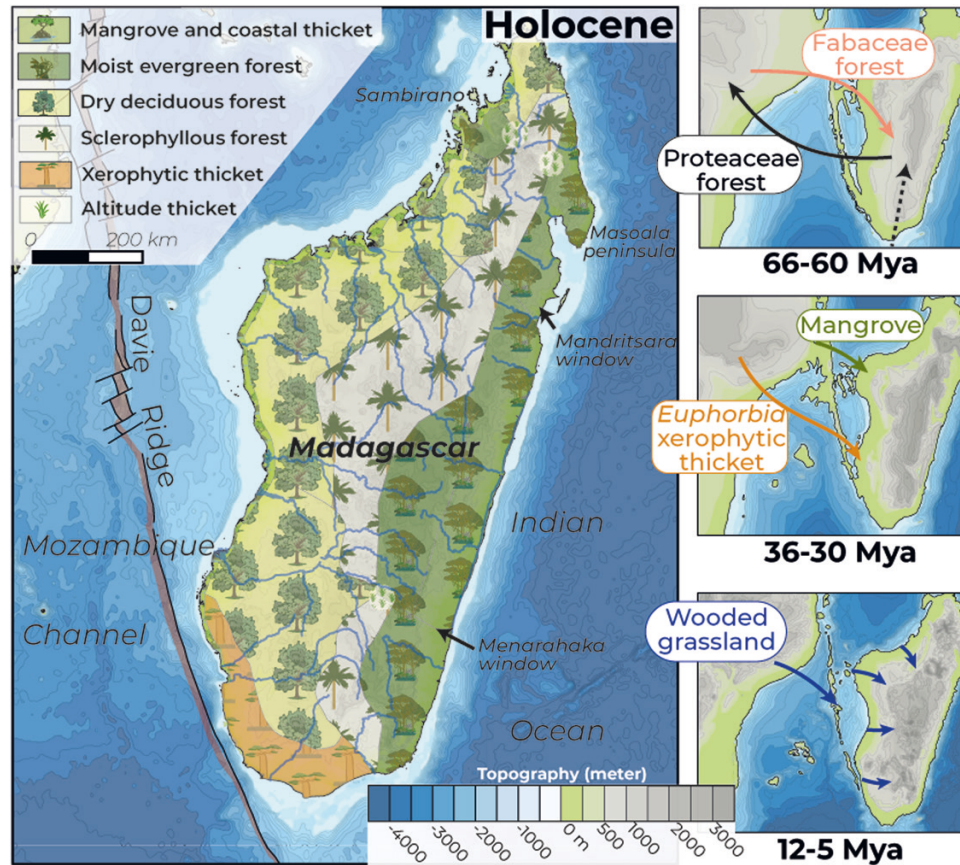 Holocene
Mangrove and coastal thicket
Moist evergreen forest
Dry deciduous forest
Sclerophyllous forest
Xerophytic thicket
Altitude thicket
0 200 km
Sambirano
Masoala
peninsula
Mandritsara
window
Davie
Ridge
Madagascar
Mozambique
Channel
Indian
Ocean
Menarahaka
window
Topography (meter)
-4000
-3000
-2000
-1000
0 m
500
1000
2000
3000
Fabaceae
forest
Proteaceae
forest
66-60 Mya
Mangrove
Euphorbia
xerophytic
thicket
36-30 Mya
Wooded
grassland
12-5 Mya